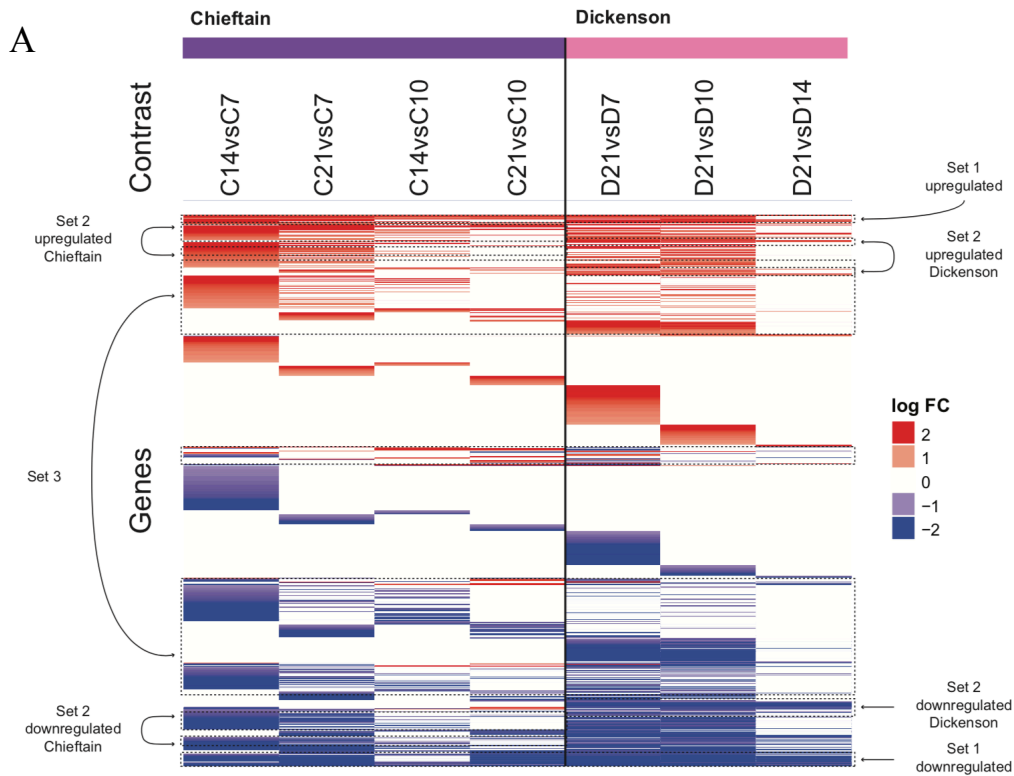 A
Chieftain
Dickenson
Contrast
C14vsC7
C21vsC7
C14vsC10
C21vsC10
D21vsD7
D21vsD10
D21vsD14
Set 1
upregulated
Set 2
upregulated
Chieftain
Set 2
upregulated
Dickenson
log FC
2
1
0
−1
−2
Set 3
Genes
Set 2
downregulated
Chieftain
Set 2
downregulated
Dickenson
Set 1
downregulated